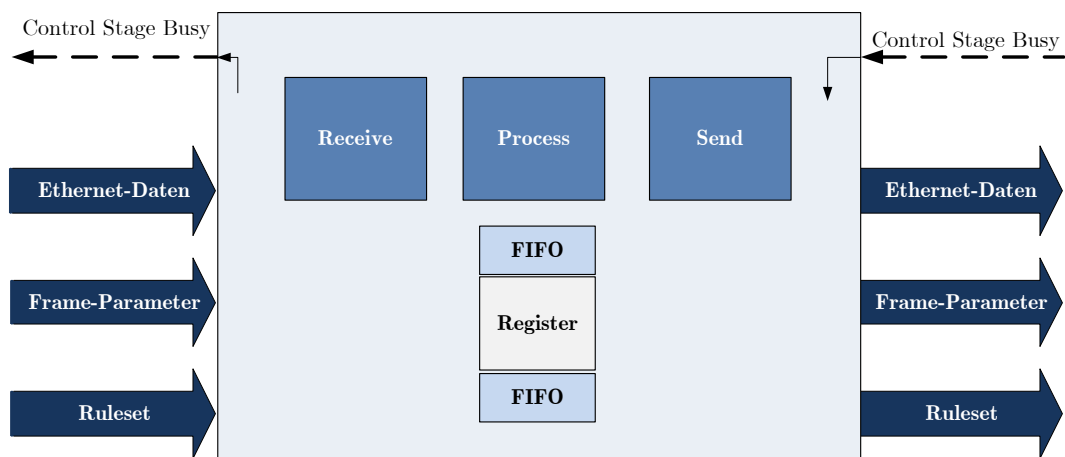 Control Stage Busy
Control Stage Busy
Receive
Process
Send
Ethernet-Daten
Ethernet-Daten
FIFO
Frame-Parameter
Register
Frame-Parameter
Ruleset
FIFO
Ruleset